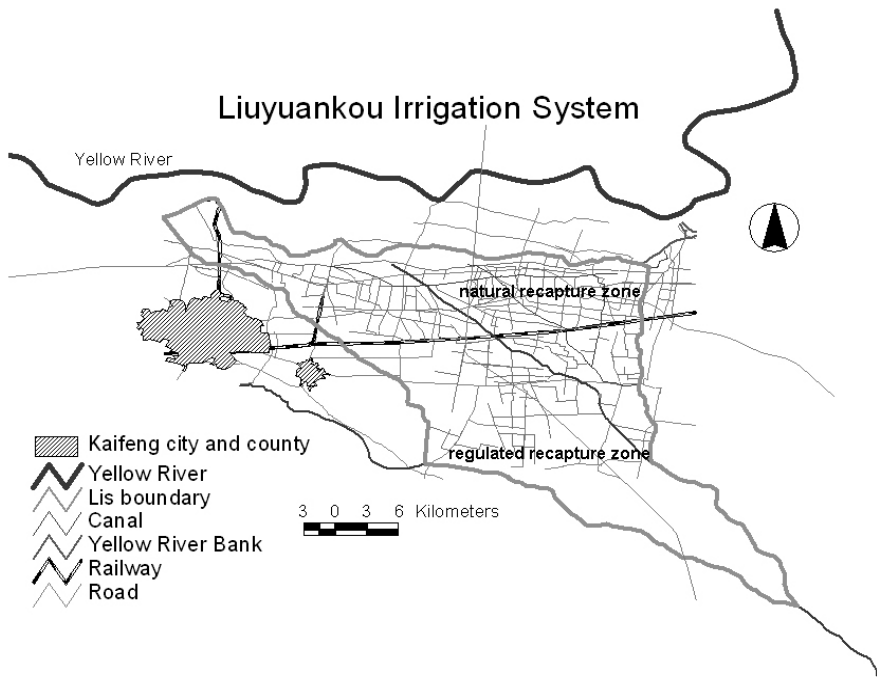 Liuyuankou Irrigation System
Yellow River
natural recapture zone
regulated recapture zone
Kaifeng city and county
Yellow River
Lis boundary
Canal
Yellow River Bank
Railway
Road
3 0 3 6 Kilometers